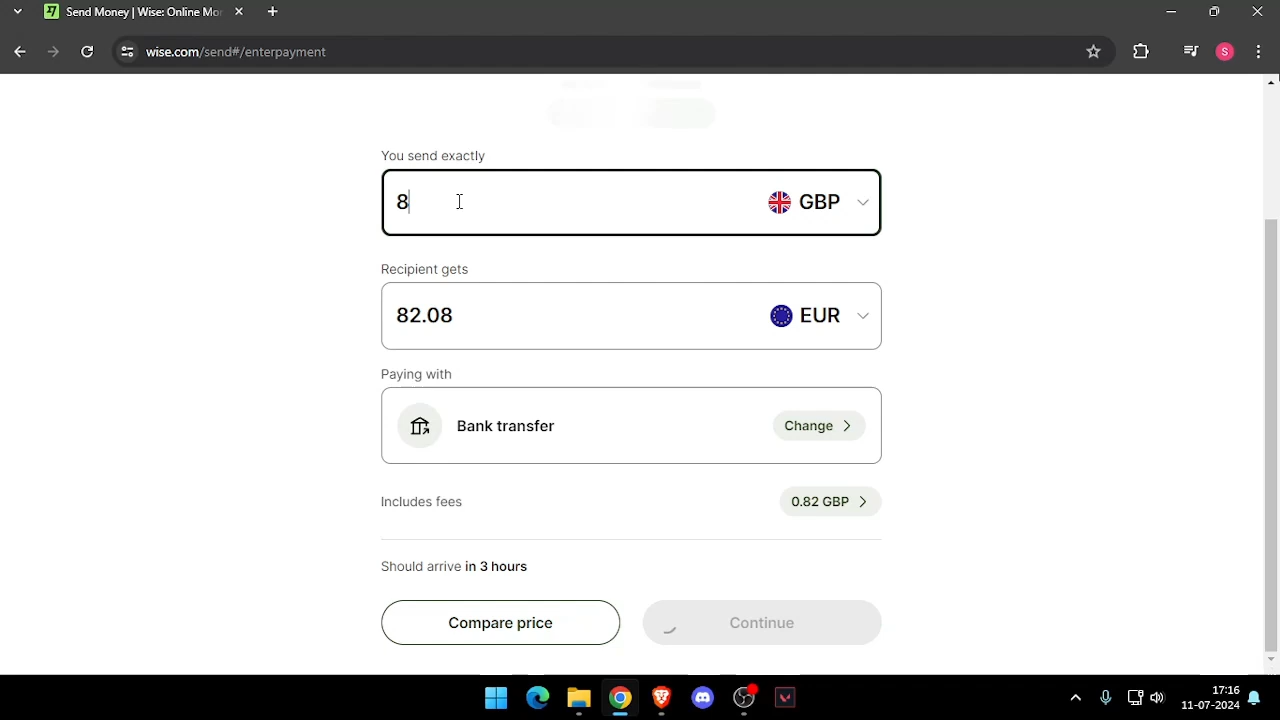 Send Money | Wise: Online Mo
wise.com/send#/enterpayment
S
You send exactly
8
GBP
Recipient gets
82.08
EUR
Paying with
Bank transfer
Change
Includes fees
0.82 GBP
Should arrive in 3 hours
Compare price
Continue
17:16
11-07-2024